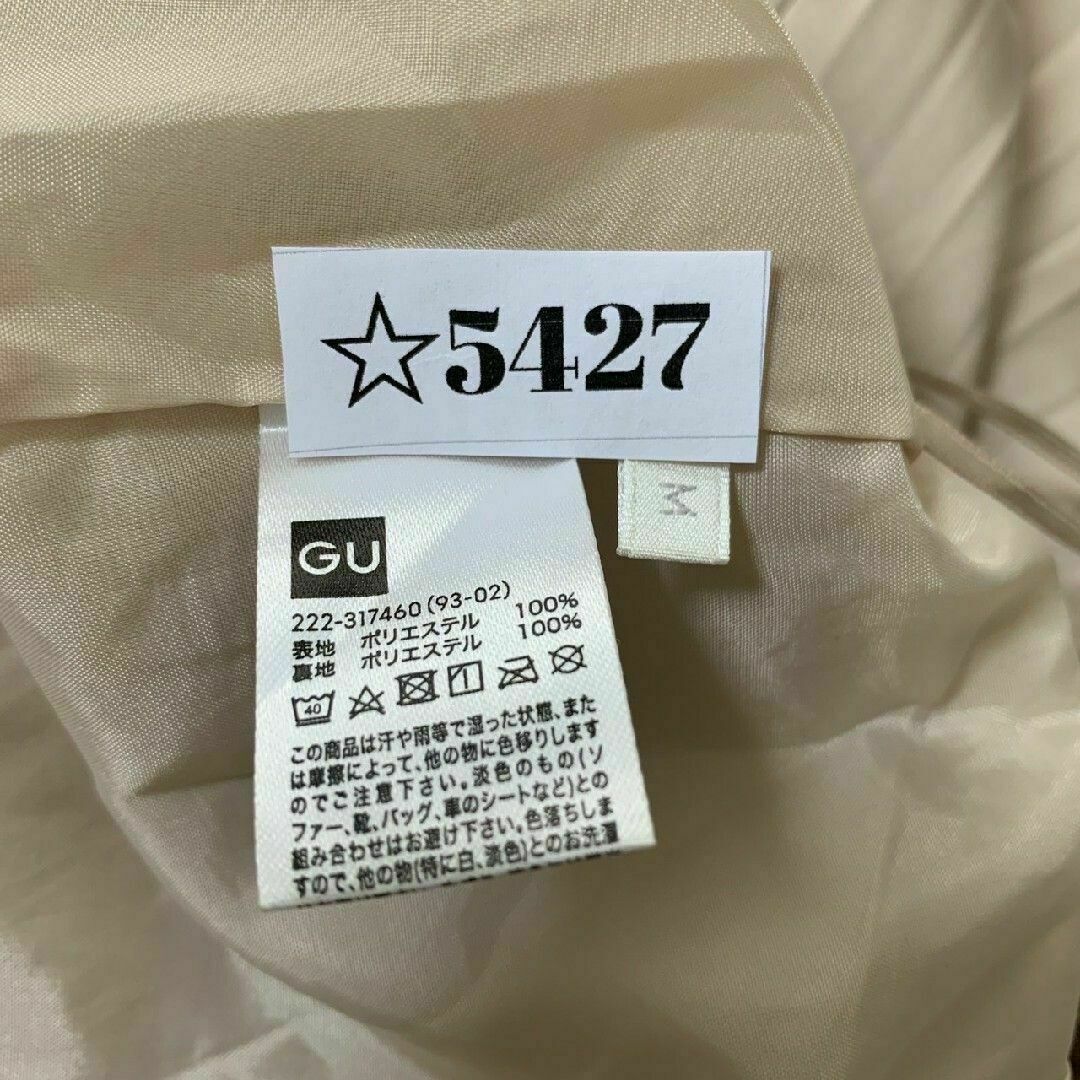 ☆5427
M
GU
222-317460 (93-02)
表地 ポリエステル 100%
裏地 ポリエステル 100%
40
この商品は汗や雨等で湿った状態、また
は摩擦によって、他の物に色移りします
のでご注意下さい。淡色のもの(ソ
ファー、靴、バッグ、車のシートなど)との
組み合わせはお避け下さい。色落ちしま
すので、他の物(特に白、淡色)とのお洗濯